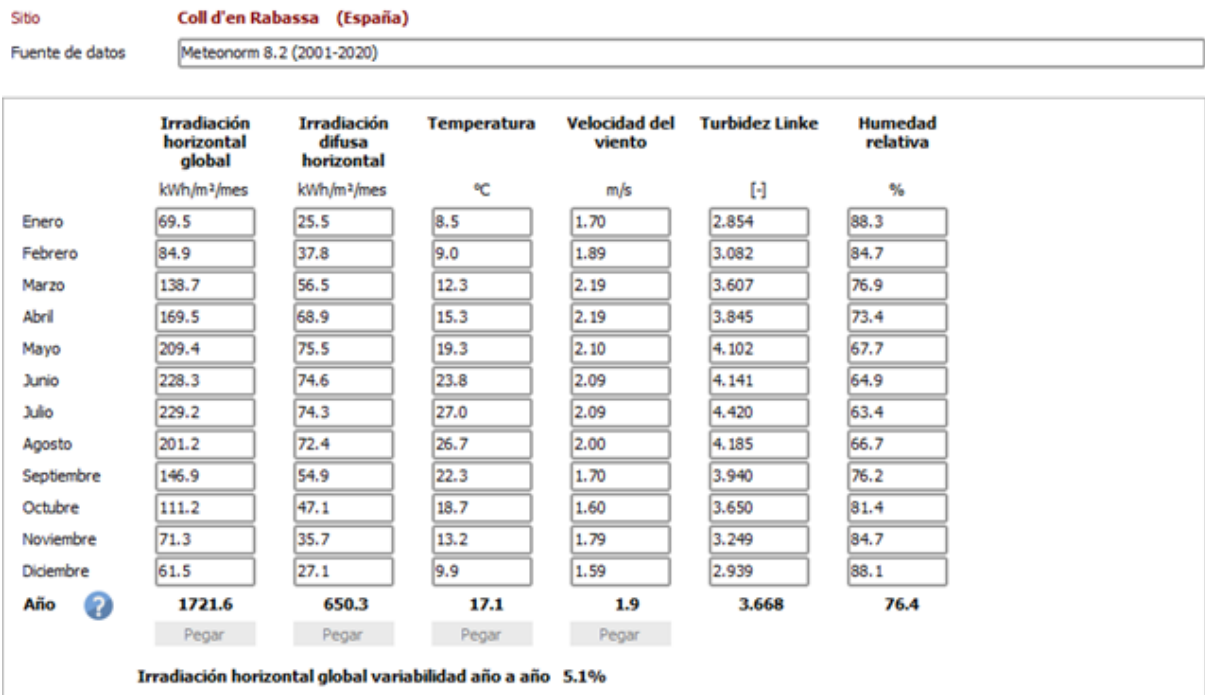 Sitio Coll d'en Rabassa (España)
Fuente de datos Meteonorm 8.2 (2001-2020)
Irradiación horizontal global Irradiación difusa horizontal Temperatura Velocidad del viento Turbidez Linke Humedad relativa
kWh/m²/mes kWh/m²/mes °C m/s [-] %
Enero 69.5 25.5 8.5 1.70 2.854 88.3
Febrero 84.9 37.8 9.0 1.89 3.082 84.7
Marzo 138.7 56.5 12.3 2.19 3.607 76.9
Abril 169.5 68.9 15.3 2.19 3.845 73.4
Mayo 209.4 75.5 19.3 2.10 4.102 67.7
Junio 228.3 74.6 23.8 2.09 4.141 64.9
Julio 229.2 74.3 27.0 2.09 4.420 63.4
Agosto 201.2 72.4 26.7 2.00 4.185 66.7
Septiembre 146.9 54.9 22.3 1.70 3.940 76.2
Octubre 111.2 47.1 18.7 1.60 3.650 81.4
Noviembre 71.3 35.7 13.2 1.79 3.249 84.7
Diciembre 61.5 27.1 9.9 1.59 2.939 88.1
Año ? 1721.6 650.3 17.1 1.9 3.668 76.4
Pegar Pegar Pegar Pegar
Irradiación horizontal global variabilidad año a año 5.1%